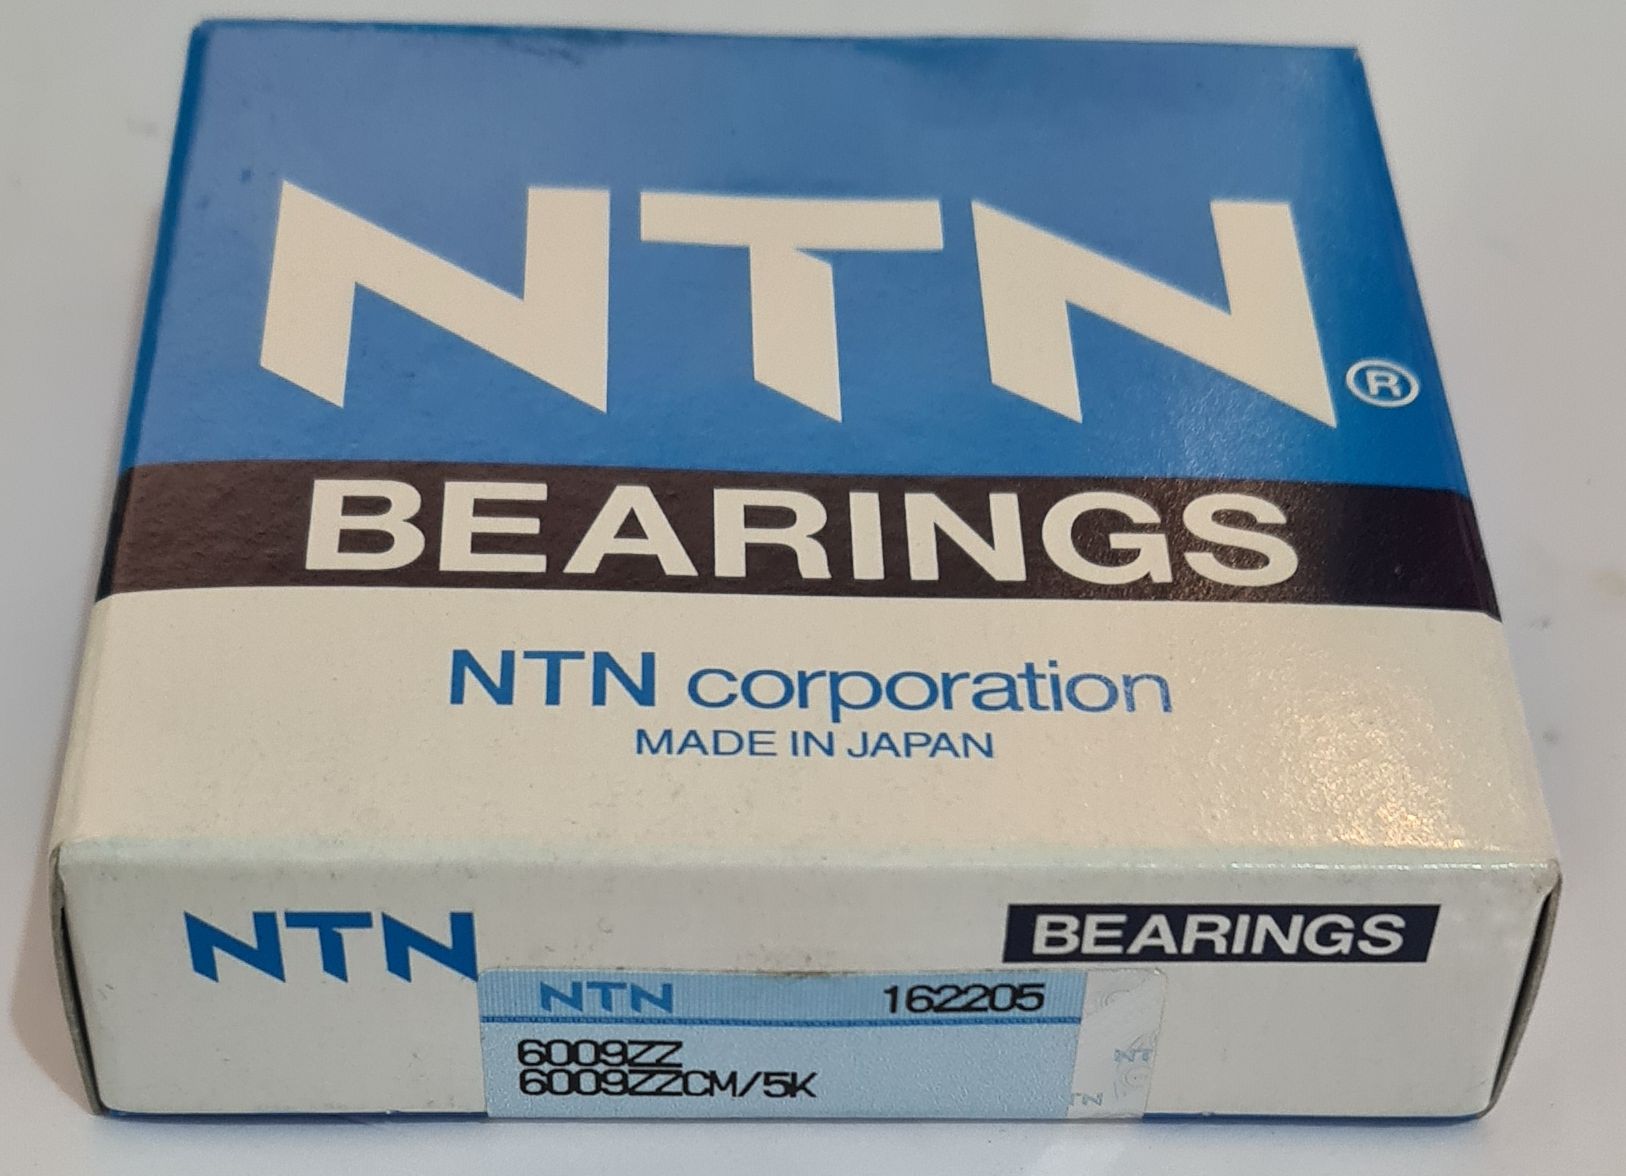 NTN®
BEARINGS
NTN corporation
MADE IN JAPAN
NTN BEARINGS
NTN 162205
6009ZZ
6009ZZCM/5K